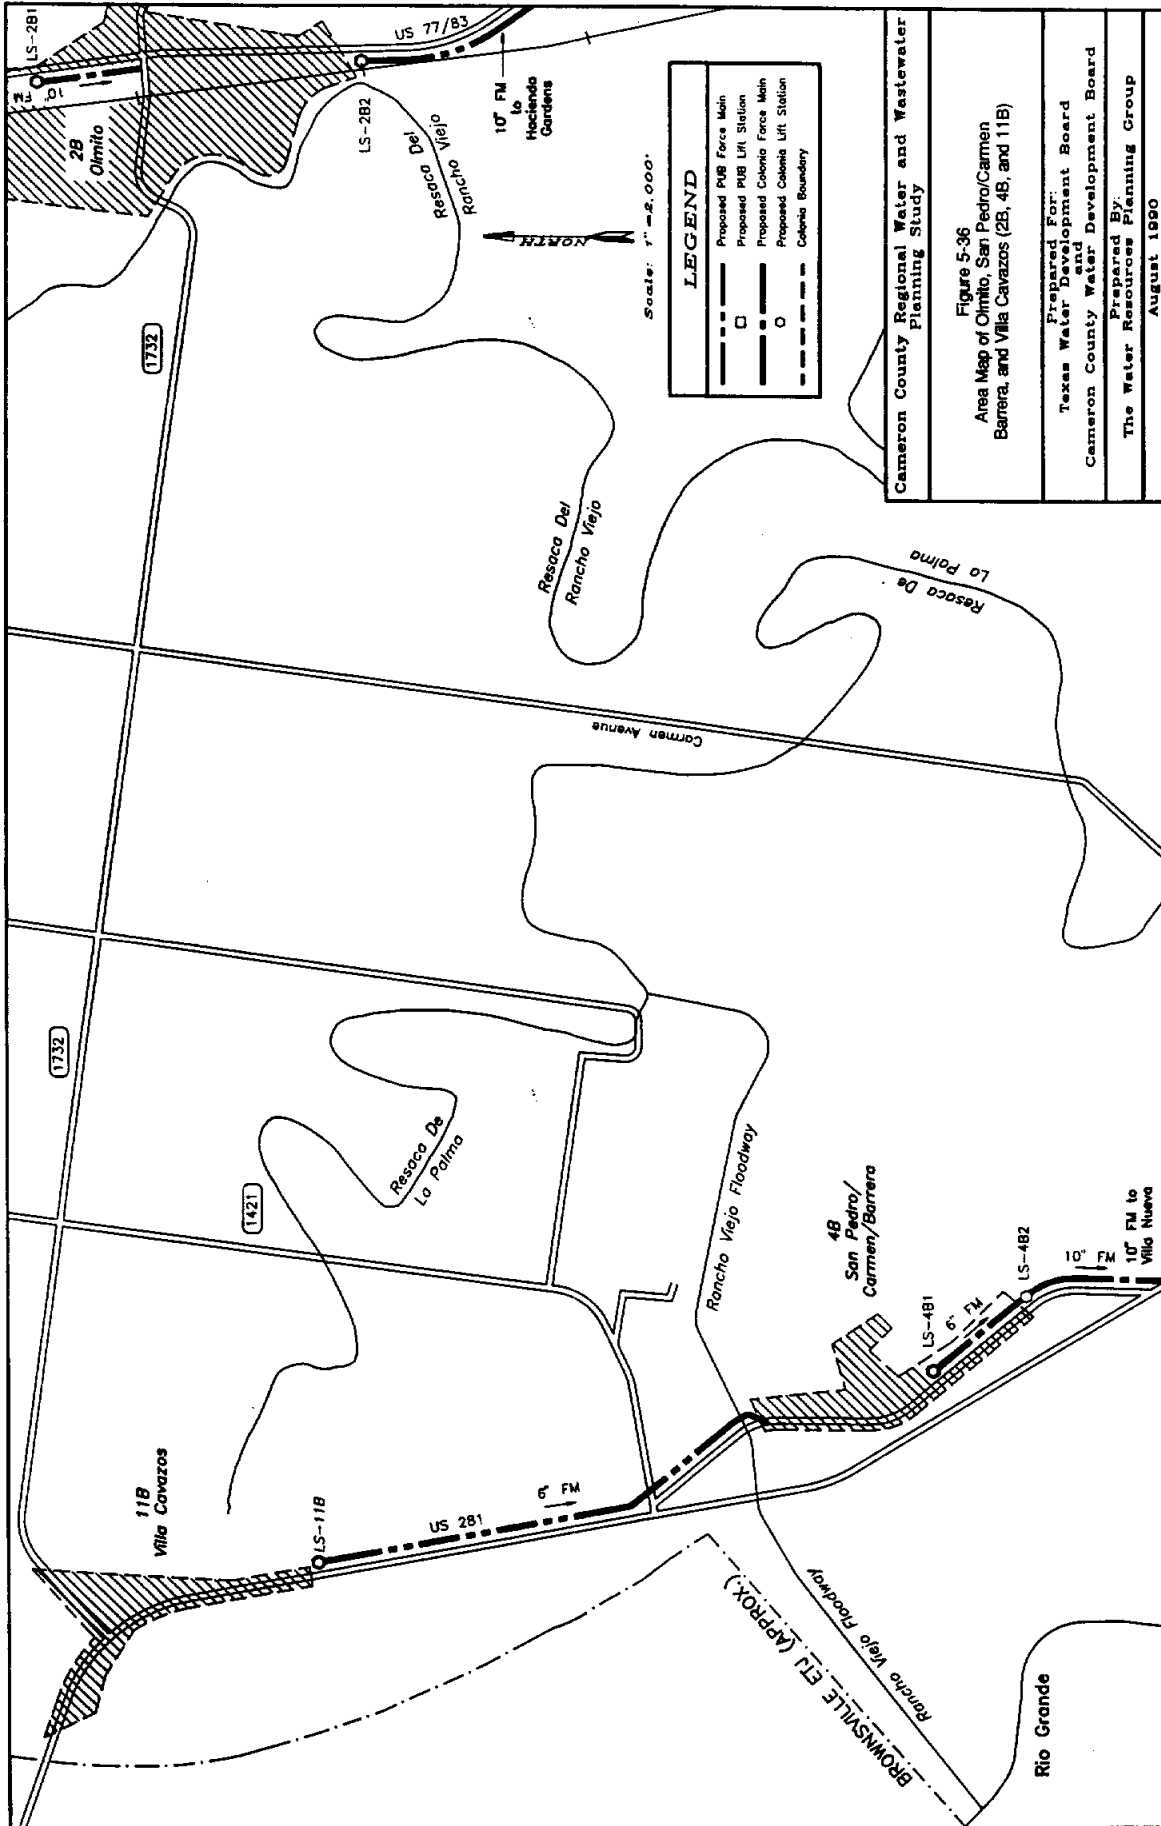 LS-2B1
10" FM
2B
Olmito
US 77/83
LS-2B2
10" FM
to
Hacienda
Gardens
Resaca Del
Rancho Viejo
1732
NORTH
Scale: 1"=2,000'
LEGEND
Proposed PUB Force Main
Proposed PUB Lift Station
Proposed Colonia Force Main
Proposed Colonia Lift Station
Colonia Boundary
Resaca Del
Rancho Viejo
Resaca De
La Palma
Carmen Avenue
1732
1421
Resaca De
La Palma
Rancho Viejo Floodway
4B
San Pedro/
Carmen/Barrera
LS-4B1
6" FM
LS-4B2
10" FM
10" FM to
Villa Nueva
11B
Villa Cavazos
LS-11B
US 281
6" FM
BROWNSVILLE ETJ (APPROX.)
Rancho Viejo Floodway
Rio Grande
Cameron County Regional Water and Wastewater
Planning Study
Figure 5-36
Area Map of Olmito, San Pedro/Carmen
Barrera, and Villa Cavazos (2B, 4B, and 11B)
Prepared For:
Texas Water Development Board
and
Cameron County Water Development Board
Prepared By:
The Water Resources Planning Group
August 1990